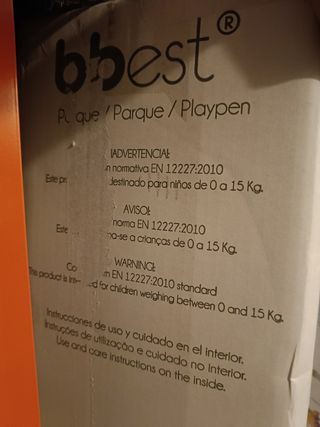 bbest®
Parque / Parque / Playpen
¡ADVERTENCIA!:
normativa EN 12227:2010
Este destinado para niños de 0 a 15 Kg.
AVISO!:
norma EN 12227:2010
Este a crianças de 0 a 15 Kg.
WARNING!:
EN 12227:2010 standard
This product is intended for children weighing between 0 and 15 Kg.
Instrucciones de uso y cuidado en el interior.
Instruções de utilização e cuidado no Interior.
Use and care instructions on the inside.